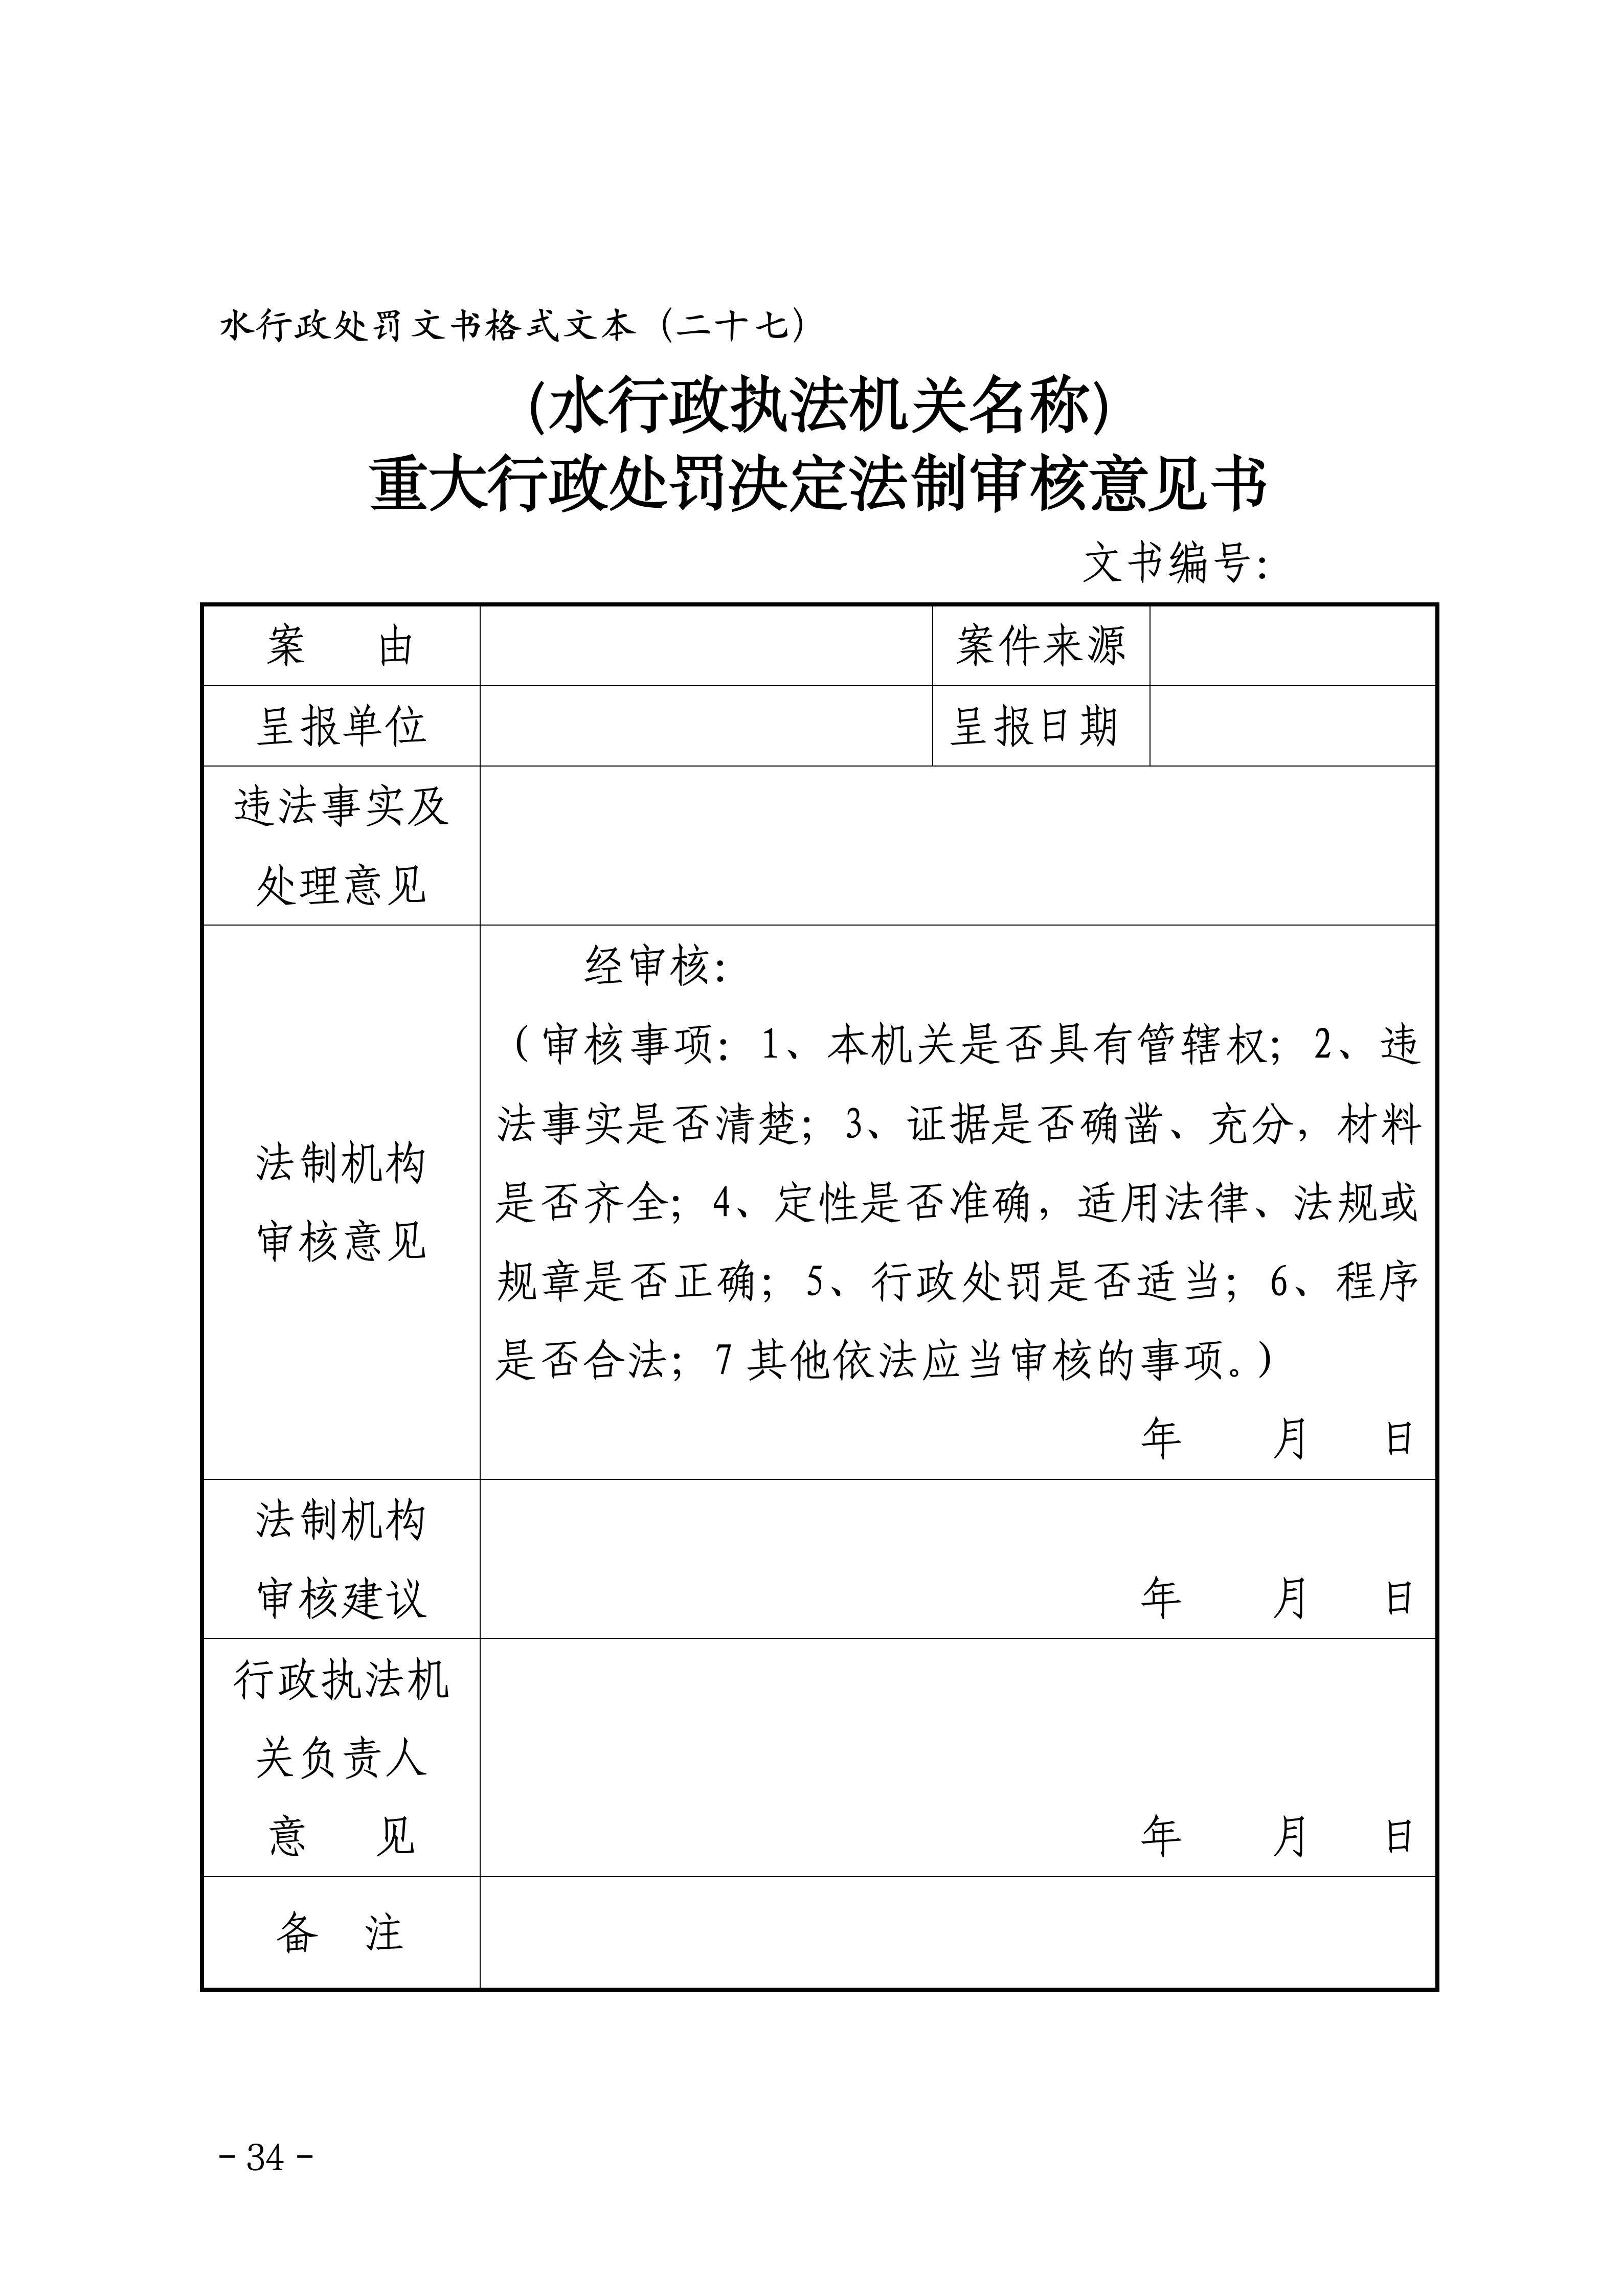 水行政处罚文书格式文本（二十七）
（水行政执法机关名称）
重大行政处罚决定法制审核意见书
文书编号：
案 由 案件来源
呈报单位 呈报日期
违法事实及
处理意见
经审核：
（审核事项：1、本机关是否具有管辖权；2、违
法事实是否清楚；3、证据是否确凿、充分，材料
是否齐全；4、定性是否准确，适用法律、法规或
规章是否正确；5、行政处罚是否适当；6、程序
是否合法；7 其他依法应当审核的事项。）
年 月 日
法制机构
审核意见
法制机构
审核建议
年 月 日
行政执法机
关负责人
意 见
年 月 日
备 注
- 34 -